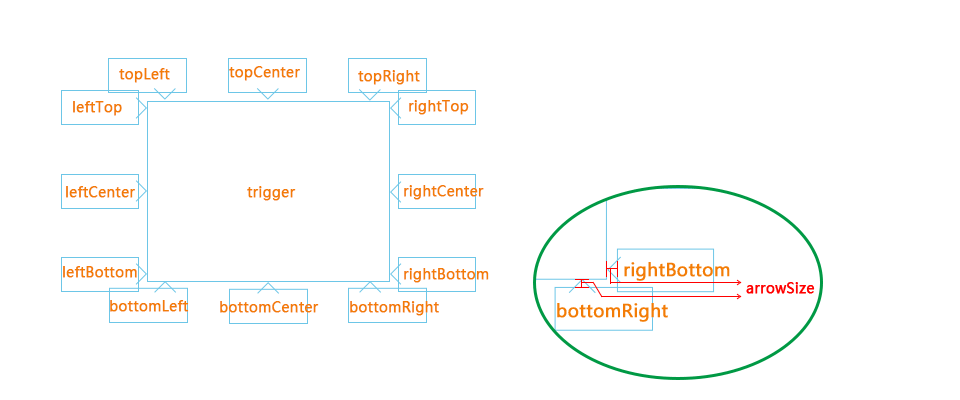 topLeft
topCenter
topRight
leftTop
rightTop
leftCenter
trigger
rightCenter
leftBottom
rightBottom
bottomLeft
bottomCenter
bottomRight
rightBottom
arrowSize
bottomRight